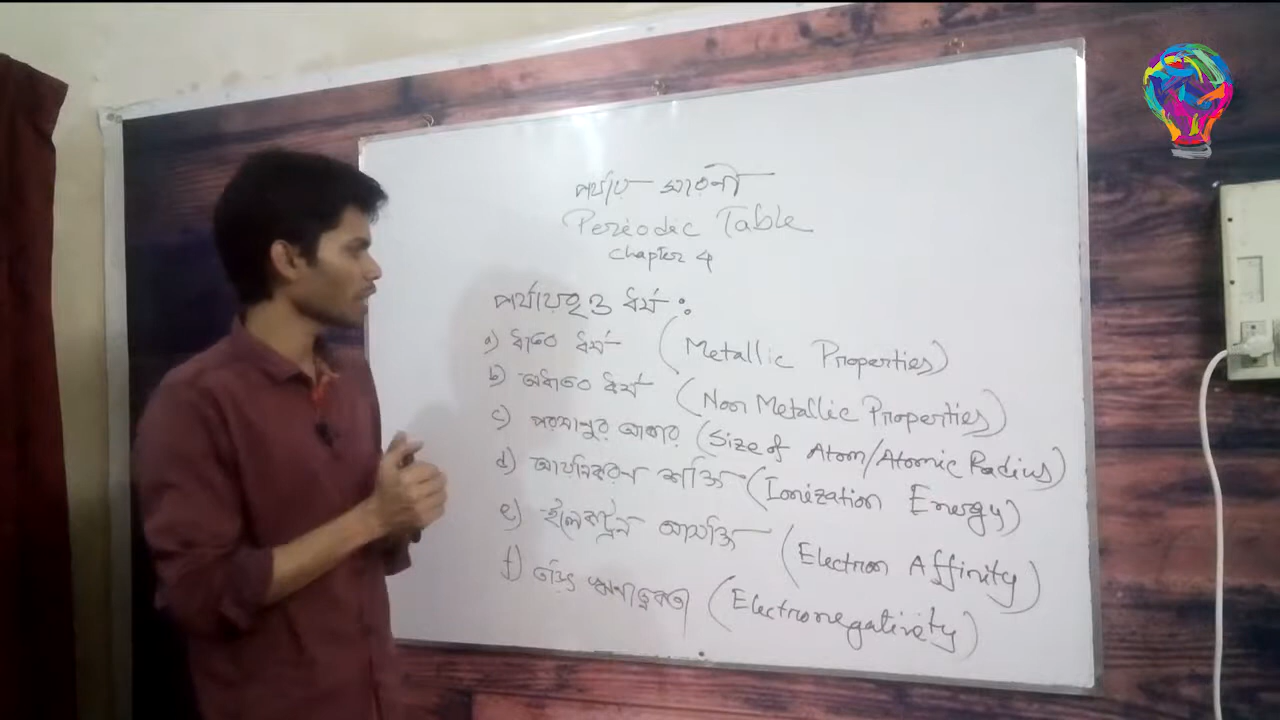 পর্যায় সারণী
Periodic Table
Chapter 4
পর্যায়বৃত্ত ধর্ম :
a) ধাতব ধর্ম (Metallic Properties)
b) অধাতব ধর্ম (Non Metallic Properties)
c) পরমাণুর আকার (Size of Atom/Atomic Radius)
d) আয়নিকরণ শক্তি (Ionization Energy)
e) ইলেকট্রন আসক্তি (Electron Affinity)
f) তড়িৎ ঋণাত্বকতা (Electronegativity)